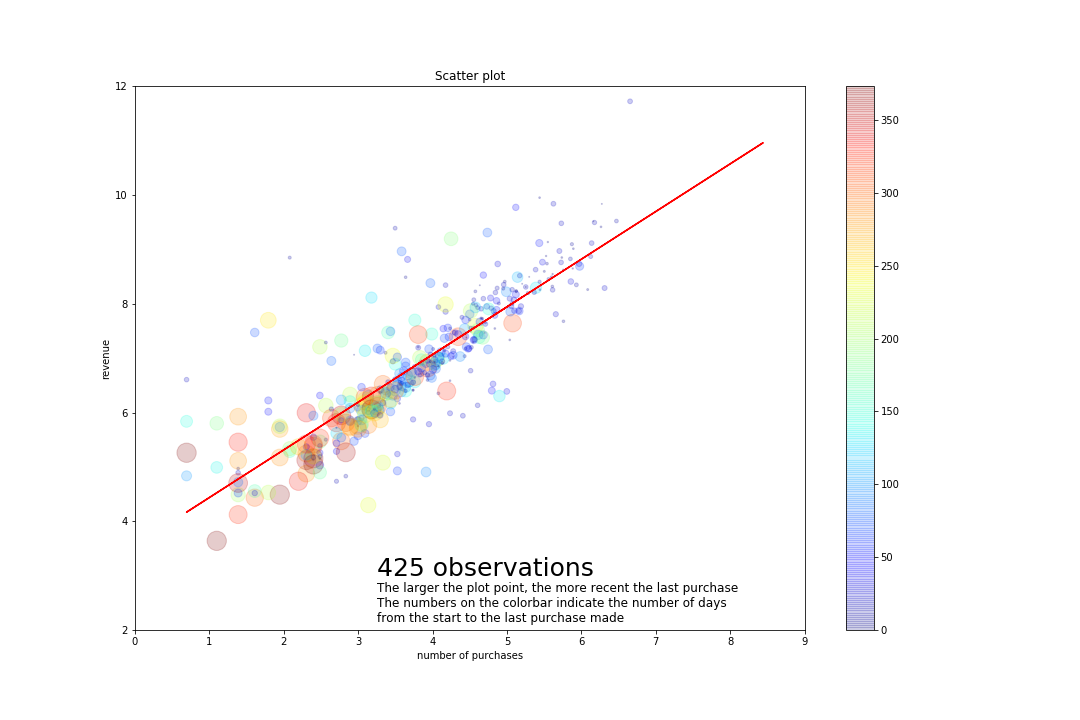 Scatter plot
12
10
8
6
4
2
revenue
0 1 2 3 4 5 6 7 8 9
number of purchases
425 observations
The larger the plot point, the more recent the last purchase
The numbers on the colorbar indicate the number of days
from the start to the last purchase made
350
300
250
200
150
100
50
0